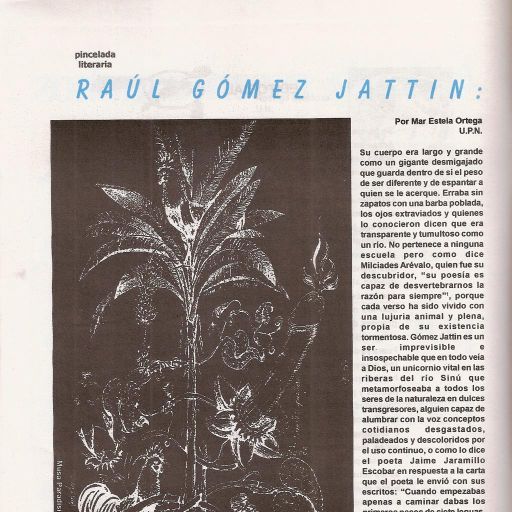 pincelada
literaria
RAÚL GÓMEZ JATTIN:
Por Mar Estela Ortega
U.P.N.
Su cuerpo era largo y grande
como un gigante desmigajado
que guarda dentro de si el peso
de ser diferente y de espantar a
quien se le acerque. Erraba sin
zapatos con una barba poblada,
los ojos extraviados y quienes
lo conocieron dicen que era
transparente y tumultoso como
un río. No pertenece a ninguna
escuela pero como dice
Milciades Arévalo, quien fue su
descubridor, "su poesía es
capaz de desvertebrarnos la
razón para siempre"¹, porque
cada verso ha sido vivido con
una lujuria animal y plena,
propia de su existencia
tormentosa. Gómez Jattin es un
ser imprevisible e
insospechable que en todo veía
a Dios, un unicornio vital en las
riberas del río Sinú que
metamorfoseaba a todos los
seres de la naturaleza en dulces
transgresores, alguien capaz de
alumbrar con la voz conceptos
cotidianos desgastados,
paladeados y descoloridos por
el uso continuo, o como lo dice
el poeta Jaime Jaramillo
Escobar en respuesta a la carta
que el poeta le envió con sus
escritos: "Cuando empezabas
apenas a caminar dabas los
primeros pasos de siete leguas
Musa Paradis